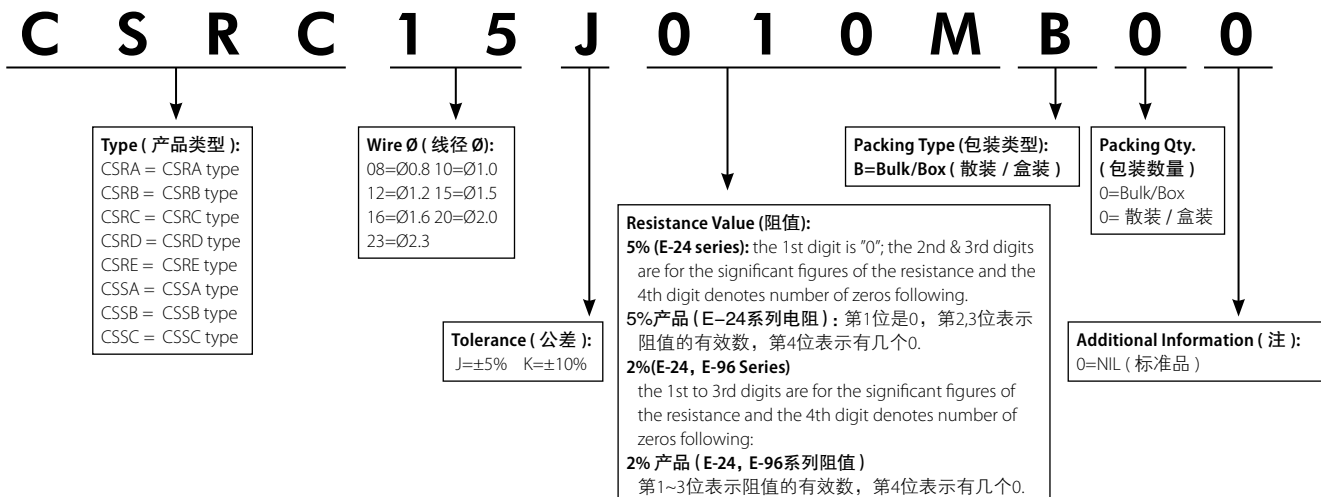 C S R C 1 5 J 0 1 0 M B 0 0
Type ( 产品类型 ):
CSRA = CSRA type
CSRB = CSRB type
CSRC = CSRC type
CSRD = CSRD type
CSRE = CSRE type
CSSA = CSSA type
CSSB = CSSB type
CSSC = CSSC type
Wire Ø ( 线径 Ø):
08=Ø0.8 10=Ø1.0
12=Ø1.2 15=Ø1.5
16=Ø1.6 20=Ø2.0
23=Ø2.3
Tolerance ( 公差 ):
J=±5% K=±10%
Resistance Value (阻值):
5% (E-24 series): the 1st digit is "0"; the 2nd & 3rd digits
are for the significant figures of the resistance and the
4th digit denotes number of zeros following.
5%产品 ( E–24系列电阻 ) : 第1位是0，第2,3位表示
阻值的有效数，第4位表示有几个0.
2%(E-24, E-96 Series)
the 1st to 3rd digits are for the significant figures of
the resistance and the 4th digit denotes number of
zeros following:
2% 产品 ( E-24, E-96系列阻值 )
第1~3位表示阻值的有效数，第4位表示有几个0.
Packing Type (包装类型):
B=Bulk/Box ( 散装 / 盒装 )
Packing Qty.
( 包装数量 )
0=Bulk/Box
0= 散装 / 盒装
Additional Information ( 注 ):
0=NIL ( 标准品 )